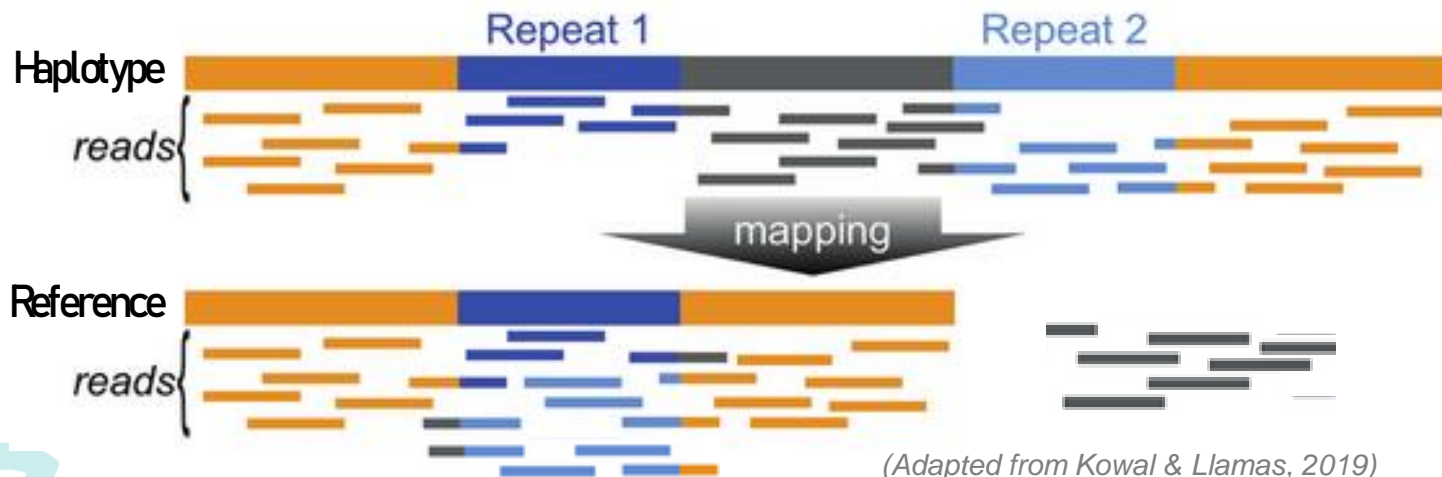 Repeat 1
Repeat 2
Haplotype
reads
mapping
Reference
reads
(Adapted from Kowal & Llamas, 2019)